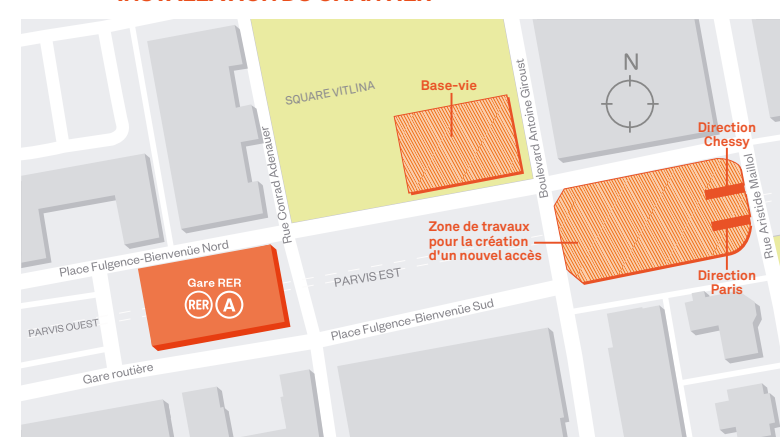 N
SQUARE VITLINA
Base-vie
Boulevard Antoine Giroust
Direction
Chessy
Rue Conrad Adenauer
Rue Aristide Maillol
Zone de travaux
pour la création
d'un nouvel accès
Place Fulgence-Bienvenüe Nord
Gare RER
RER A
PARVIS EST
Direction
Paris
PARVIS OUEST
Place Fulgence-Bienvenüe Sud
Gare routière